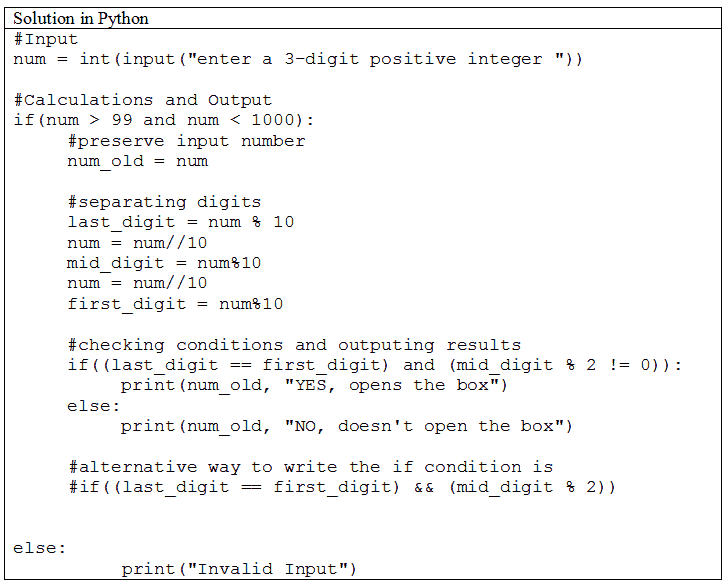 Solution in Python
#Input
num = int(input("enter a 3-digit positive integer "))
#Calculations and Output
if(num > 99 and num < 1000):
#preserve input number
num_old = num
#separating digits
last_digit = num % 10
num = num//10
mid_digit = num%10
num = num//10
first_digit = num%10
#checking conditions and outputing results
if((last_digit == first_digit) and (mid_digit % 2 != 0)):
print(num_old, "YES, opens the box")
else:
print(num_old, "NO, doesn't open the box")
#alternative way to write the if condition is
#if((last_digit == first_digit) && (mid_digit % 2))
else:
print("Invalid Input")